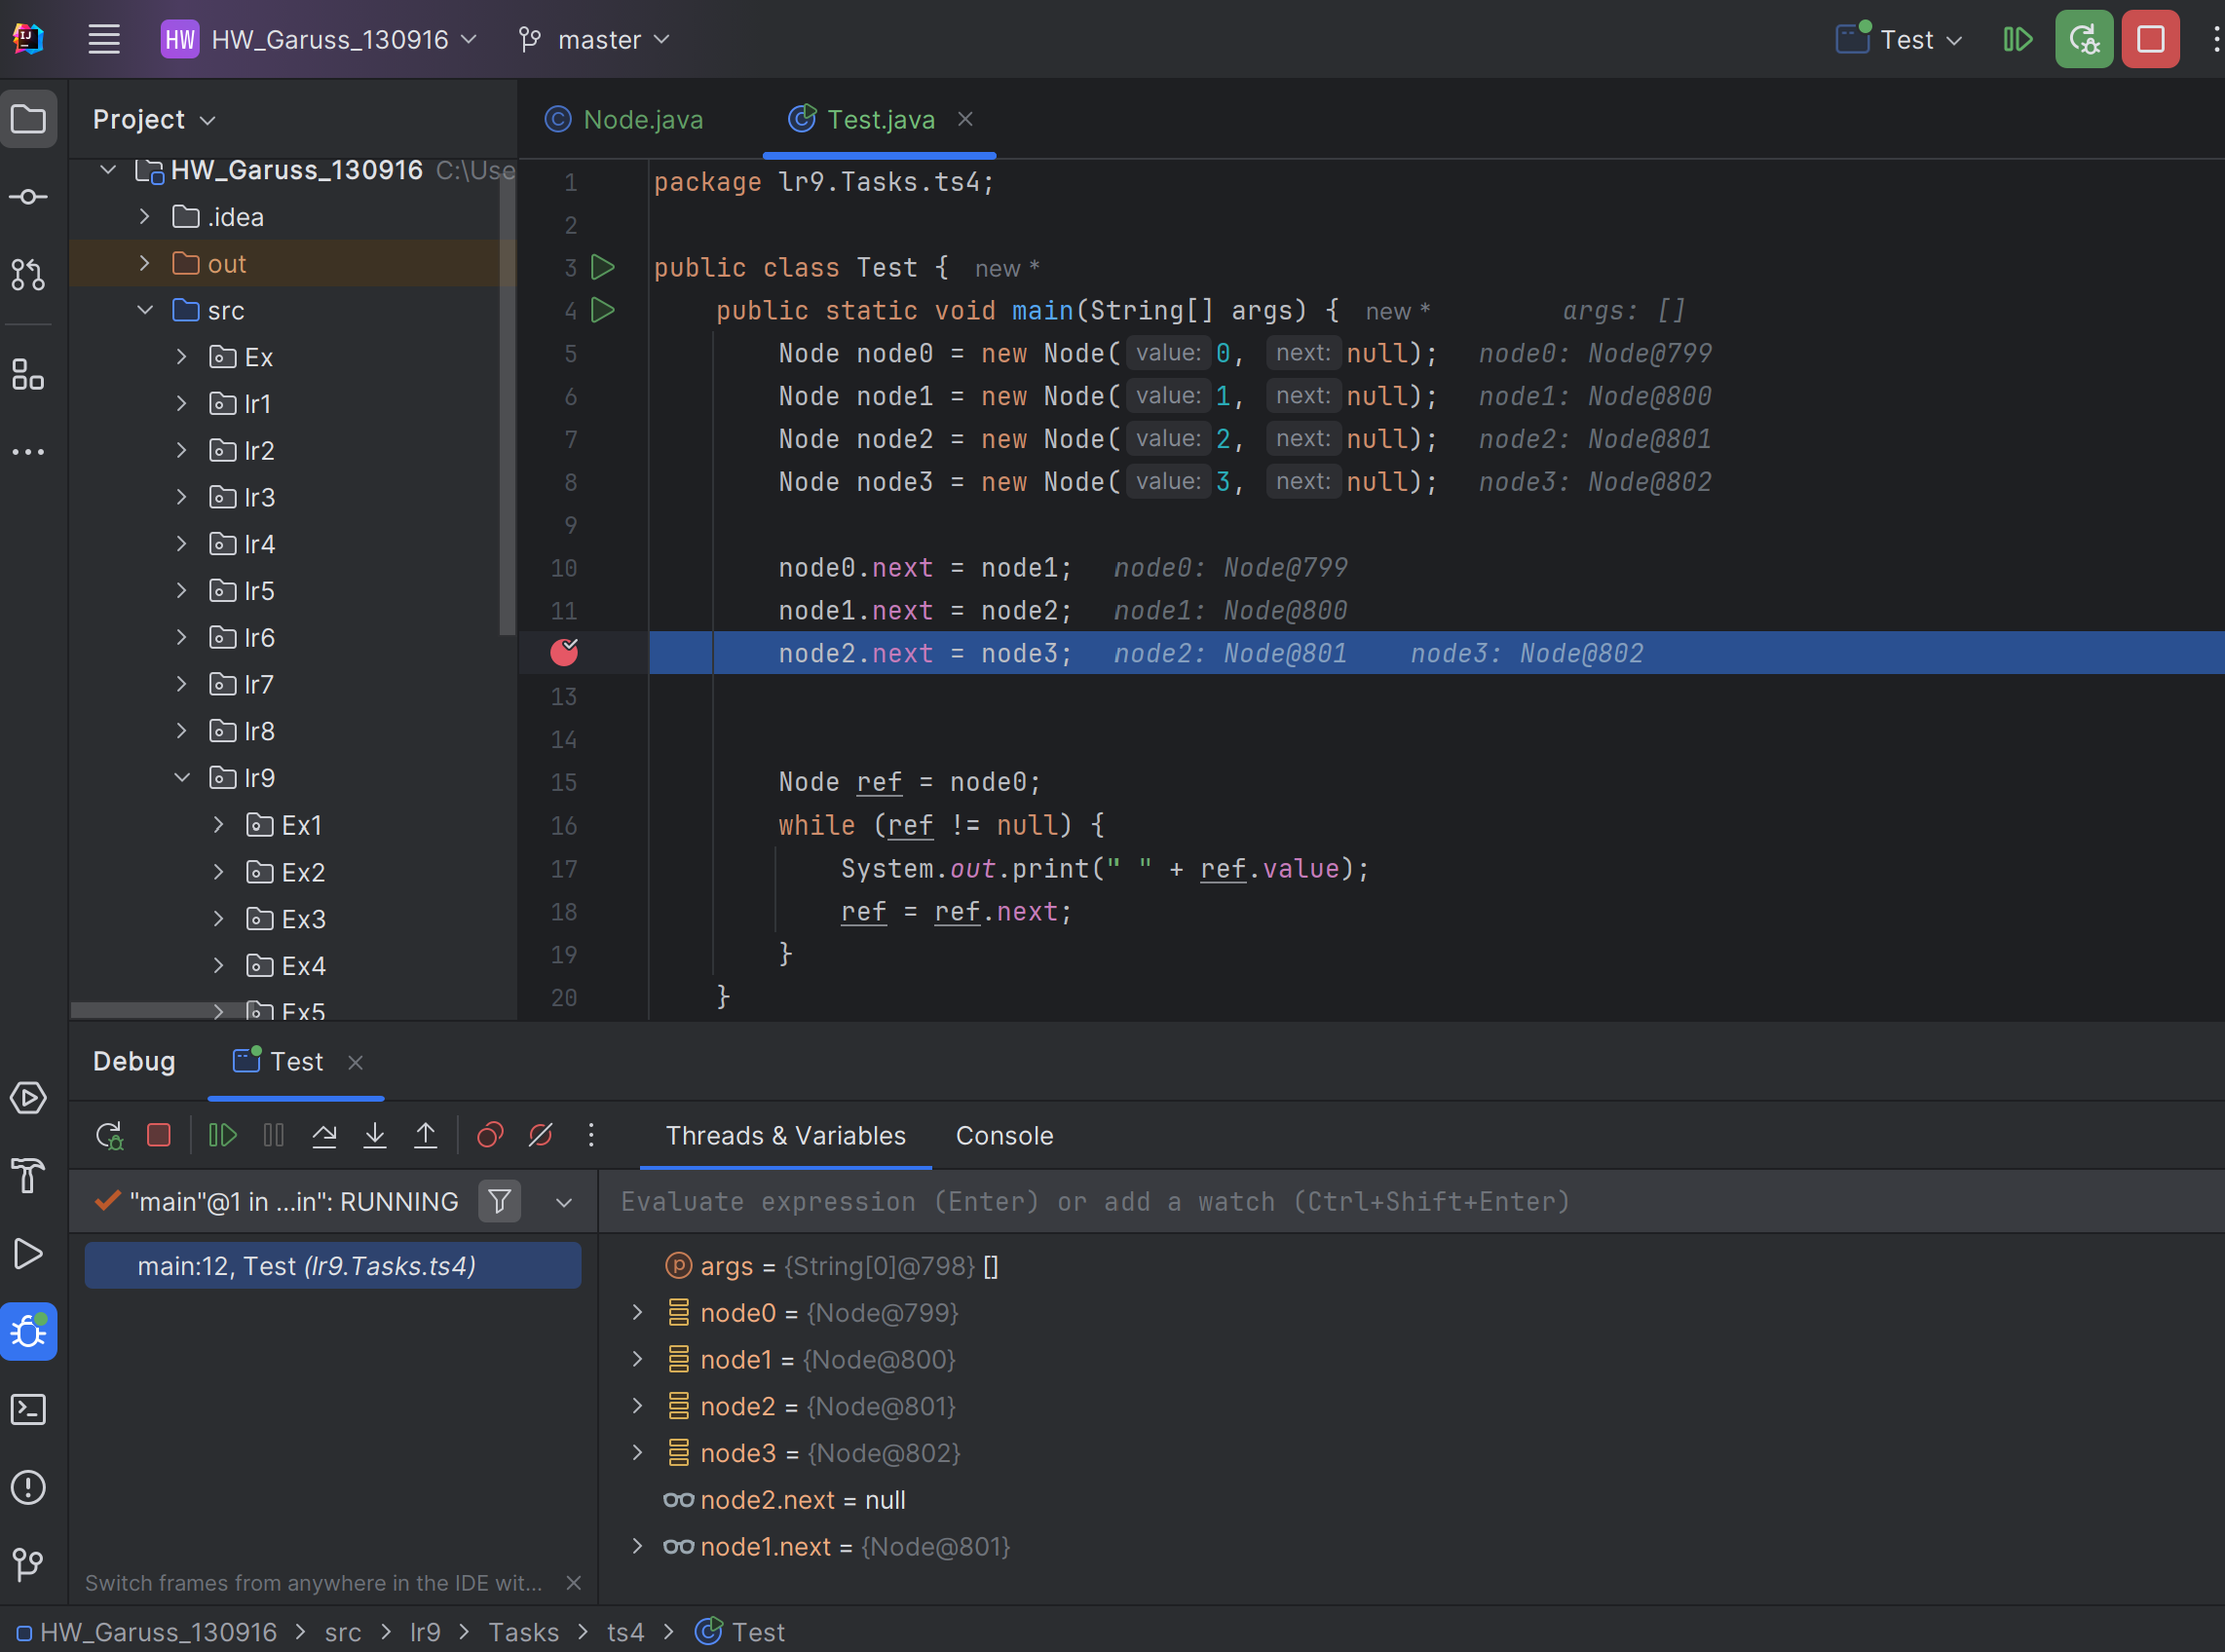 HW HW_Garuss_130916 master Test
Project
HW_Garuss_130916 C:\Use
.idea
out
src
Ex
lr1
lr2
lr3
lr4
lr5
lr6
lr7
lr8
lr9
Ex1
Ex2
Ex3
Ex4
Ex5
Node.java Test.java
1 package lr9.Tasks.ts4;
2
3 public class Test { new *
4 public static void main(String[] args) { new * args: []
5 Node node0 = new Node( value: 0, next: null); node0: Node@799
6 Node node1 = new Node( value: 1, next: null); node1: Node@800
7 Node node2 = new Node( value: 2, next: null); node2: Node@801
8 Node node3 = new Node( value: 3, next: null); node3: Node@802
9
10 node0.next = node1; node0: Node@799
11 node1.next = node2; node1: Node@800
node2.next = node3; node2: Node@801 node3: Node@802
13
14
15 Node ref = node0;
16 while (ref != null) {
17 System.out.print(" " + ref.value);
18 ref = ref.next;
19 }
20 }
Debug Test
Threads & Variables Console
"main"@1 in ...in": RUNNING
main:12, Test (lr9.Tasks.ts4)
Switch frames from anywhere in the IDE wit...
Evaluate expression (Enter) or add a watch (Ctrl+Shift+Enter)
args = {String[0]@798} []
node0 = {Node@799}
node1 = {Node@800}
node2 = {Node@801}
node3 = {Node@802}
node2.next = null
node1.next = {Node@801}
HW_Garuss_130916 > src > lr9 > Tasks > ts4 > Test